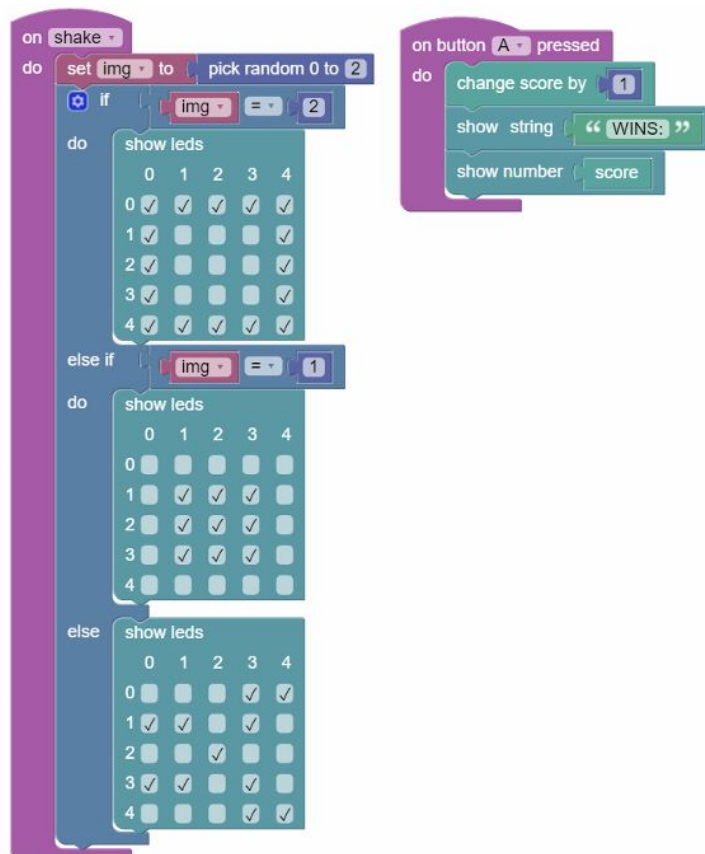 on shake
do set img to pick random 0 to 2
if img = 2
do show leds
0 1 2 3 4
0
1
2
3
4
else if img = 1
do show leds
0 1 2 3 4
0
1
2
3
4
else show leds
0 1 2 3 4
0
1
2
3
4
on button A pressed
do change score by 1
show string “ WINS: ”
show number score